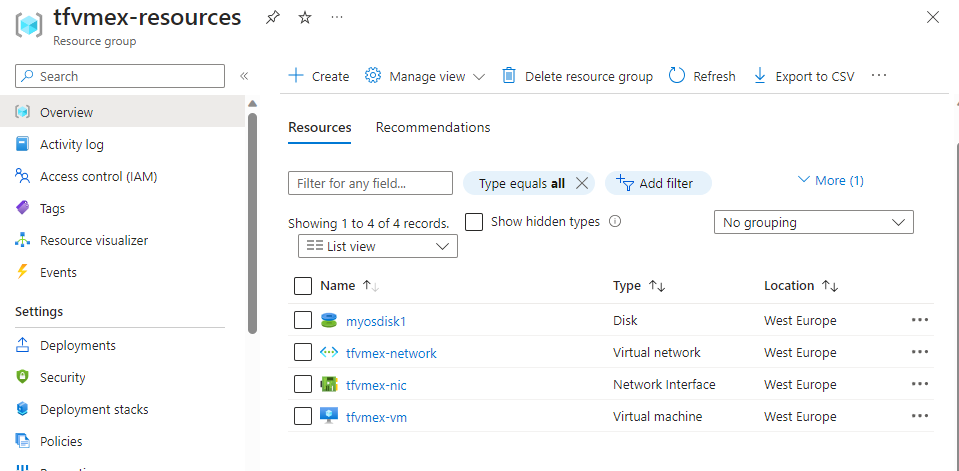 tfvmex-resources
Resource group
Search
Create Manage view Delete resource group Refresh Export to CSV
Overview
Activity log
Access control (IAM)
Tags
Resource visualizer
Events
Settings
Deployments
Security
Deployment stacks
Policies
Resources Recommendations
Filter for any field... Type equals all Add filter More (1)
Showing 1 to 4 of 4 records. Show hidden types No grouping
List view
Name Type Location
myosdisk1 Disk West Europe
tfvmex-network Virtual network West Europe
tfvmex-nic Network Interface West Europe
tfvmex-vm Virtual machine West Europe